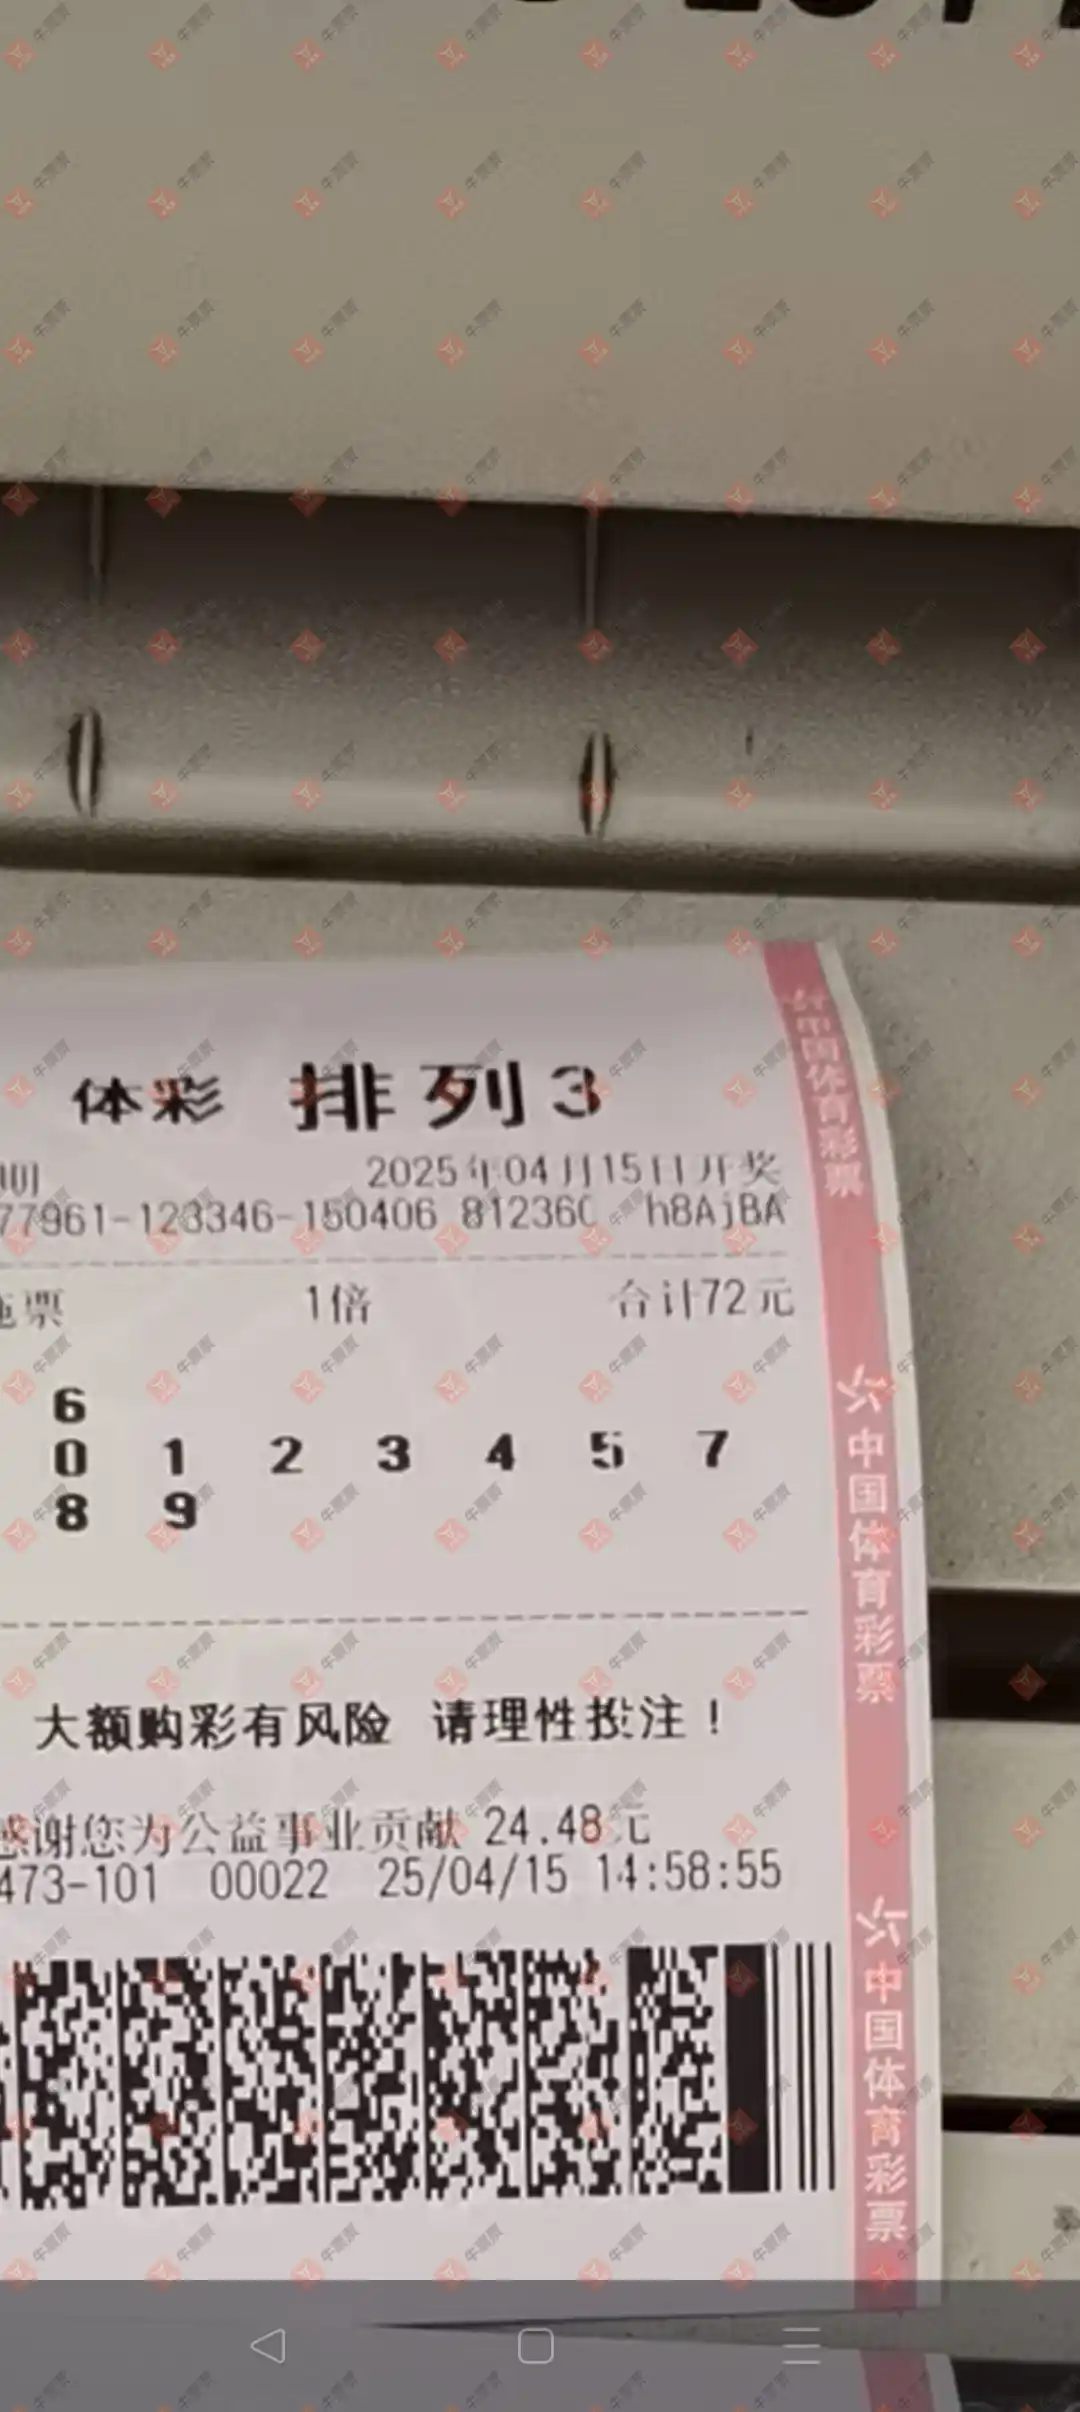 体彩 排列3
2025年04月15日开奖
77961-123346-150406 81236 h8AjBA
票 1倍 合计72元
6
0 1 2 3 4 5 7
8 9
大额购彩有风险 请理性投注!
感谢您为公益事业贡献 24.48元
473-101 00022 25/04/15 14:58:55
中国体育彩票
中国体育彩票
中国体育彩票